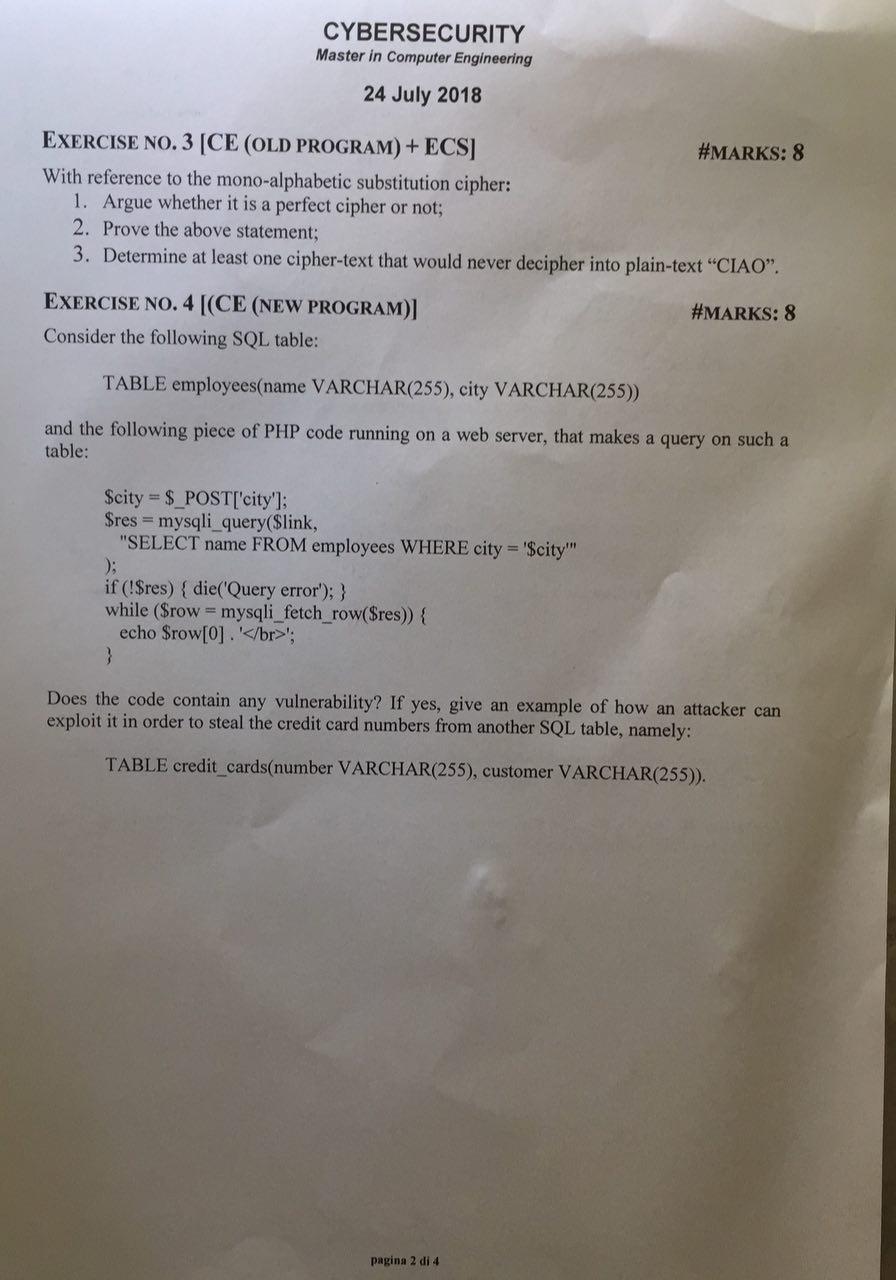 CYBERSECURITY
Master in Computer Engineering
24 July 2018
EXERCISE NO. 3 [CE (OLD PROGRAM) + ECS] #MARKS: 8
With reference to the mono-alphabetic substitution cipher:
1. Argue whether it is a perfect cipher or not;
2. Prove the above statement;
3. Determine at least one cipher-text that would never decipher into plain-text “CIAO”.
EXERCISE NO. 4 [(CE (NEW PROGRAM)] #MARKS: 8
Consider the following SQL table:
TABLE employees(name VARCHAR(255), city VARCHAR(255))
and the following piece of PHP code running on a web server, that makes a query on such a
table:
$city = $_POST['city'];
$res = mysqli_query($link,
"SELECT name FROM employees WHERE city = '$city'"
);
if (!$res) { die('Query error'); }
while ($row = mysqli_fetch_row($res)) {
echo $row[0] . '</br>';
}
Does the code contain any vulnerability? If yes, give an example of how an attacker can
exploit it in order to steal the credit card numbers from another SQL table, namely:
TABLE credit_cards(number VARCHAR(255), customer VARCHAR(255)).
pagina 2 di 4